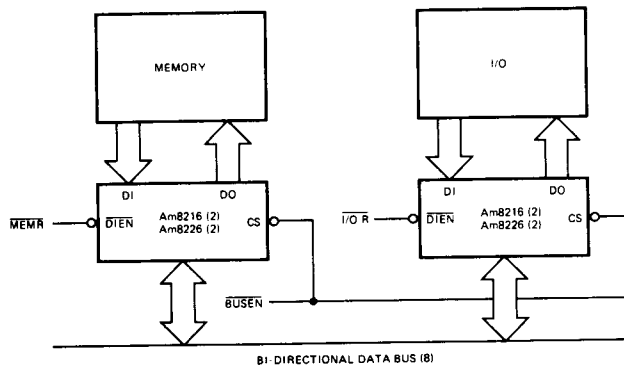 MEMORY
I/O
DI DO
DI DO
MEMR
DIEN
Am8216 (2)
Am8226 (2)
CS
I/O R
DIEN
Am8216 (2)
Am8226 (2)
CS
BUSEN
BI-DIRECTIONAL DATA BUS (8)